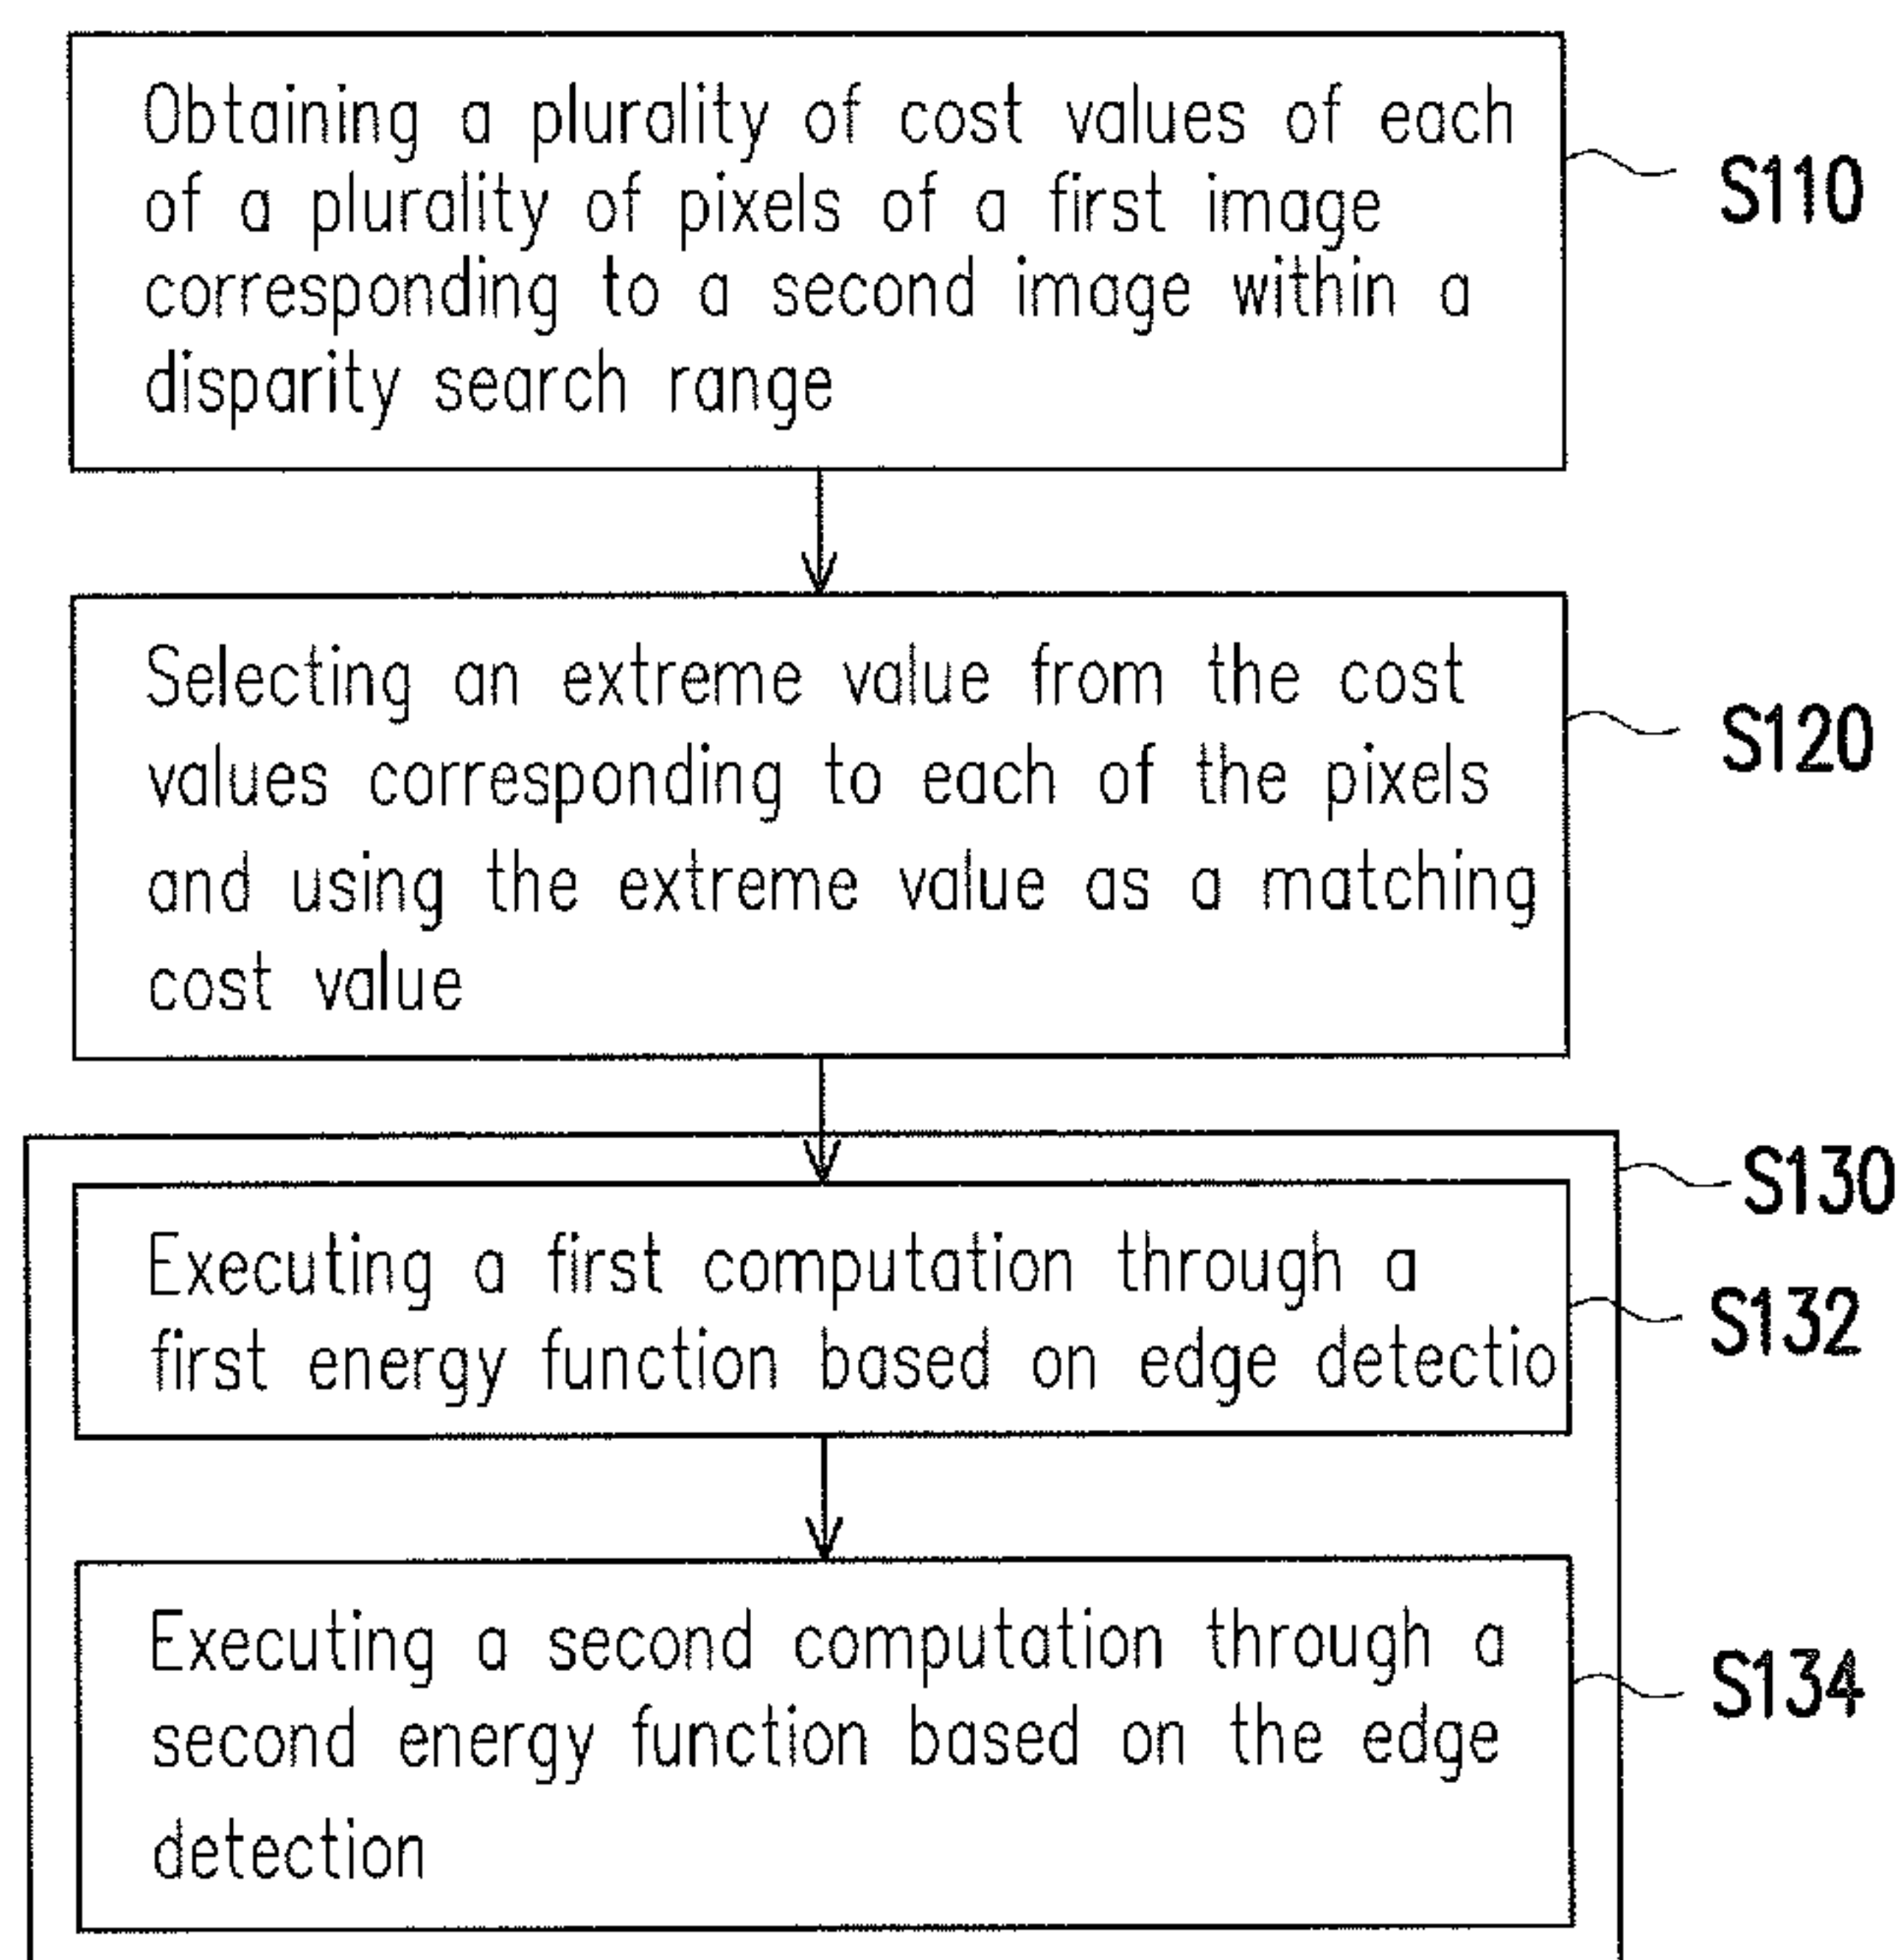 Obtaining a plurality of cost values of each
of a plurality of pixels of a first image
corresponding to a second image within a
disparity search range
S110
Selecting an extreme value from the cost
values corresponding to each of the pixels
and using the extreme value as a matching
cost value
S120
S130
Executing a first computation through a
first energy function based on edge detectio
S132
Executing a second computation through a
second energy function based on the edge
detection
S134